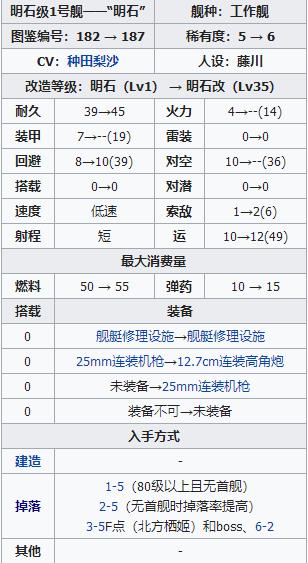 明石级1号舰——“明石” 舰种：工作舰
图鉴编号：182 → 187 稀有度：5 → 6
CV：种田梨沙 人设：藤川
改造等级：明石（Lv1） → 明石改（Lv35）
耐久 39→45 火力 4→--(14)
装甲 7→--(19) 雷装 0→0
回避 8→10(39) 对空 10→--(36)
搭载 0→0 对潜 0→0
速度 低速 索敌 1→2(6)
射程 短 运 10→12(49)
最大消费量
燃料 50 → 55 弹药 10 → 15
搭载 装备
0 舰艇修理设施→舰艇修理设施
0 25mm连装机枪→12.7cm连装高角炮
0 未装备→25mm连装机枪
0 装备不可→未装备
入手方式
建造 -
掉落 1-5（80级以上且无首舰）
2-5（无首舰时掉落率提高）
3-5F点（北方栖姬）和boss、6-2
其他 -